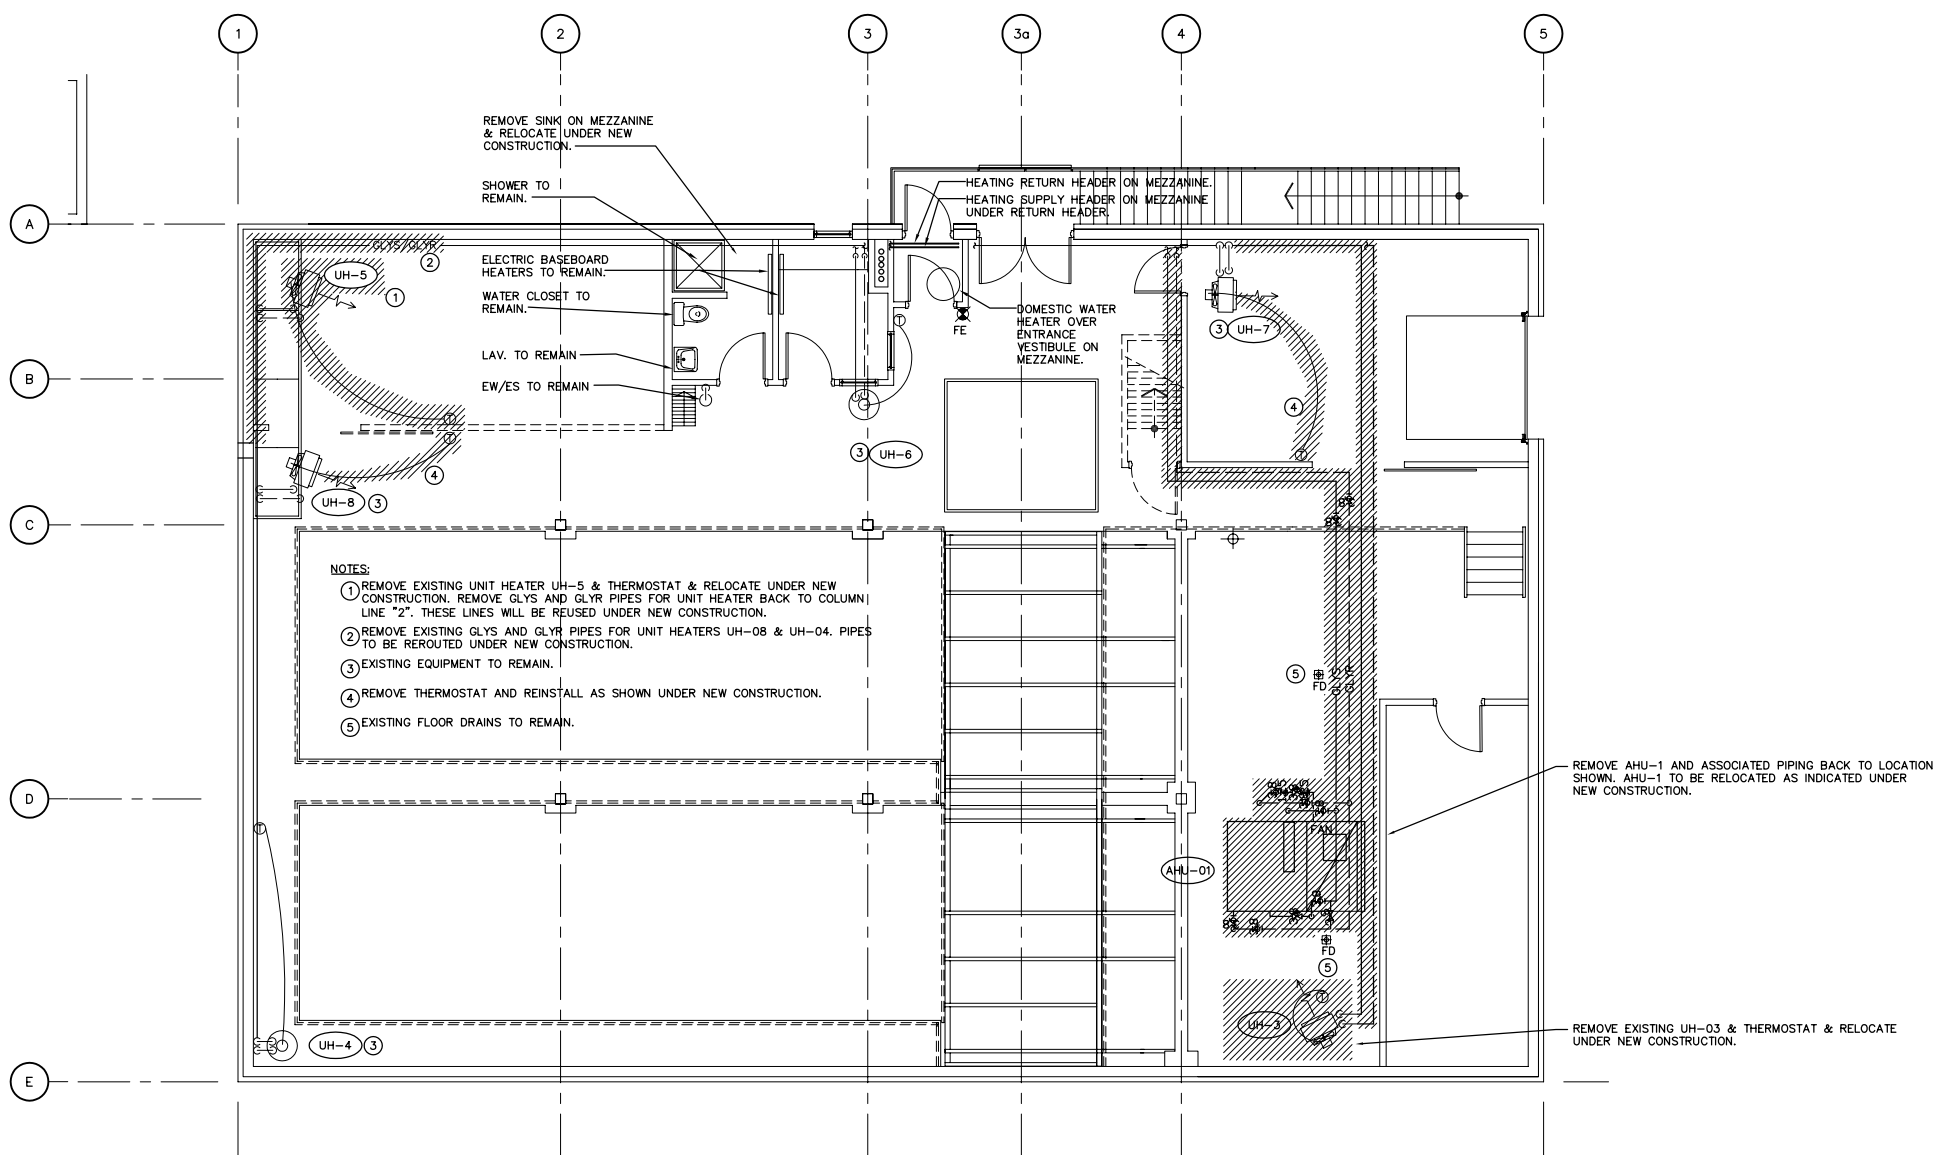 1
2
3
3a
4
5
REMOVE SINK ON MEZZANINE
& RELOCATE UNDER NEW
CONSTRUCTION.
SHOWER TO
REMAIN.
HEATING RETURN HEADER ON MEZZANINE.
HEATING SUPPLY HEADER ON MEZZANINE
UNDER RETURN HEADER.
A
GLYS/GLYR
2
UH-5
1
ELECTRIC BASEBOARD
HEATERS TO REMAIN.
WATER CLOSET TO
REMAIN.
LAV. TO REMAIN
EW/ES TO REMAIN
T
FE
DOMESTIC WATER
HEATER OVER
ENTRANCE
VESTIBULE ON
MEZZANINE.
3
UH-7
B
4
T
T
T
4
3
UH-6
UH-8
3
C
NOTES:
1 REMOVE EXISTING UNIT HEATER UH-5 & THERMOSTAT & RELOCATE UNDER NEW
CONSTRUCTION. REMOVE GLYS AND GLYR PIPES FOR UNIT HEATER BACK TO COLUMN
LINE "2". THESE LINES WILL BE REUSED UNDER NEW CONSTRUCTION.
2 REMOVE EXISTING GLYS AND GLYR PIPES FOR UNIT HEATERS UH-08 & UH-04. PIPES
TO BE REROUTED UNDER NEW CONSTRUCTION.
3 EXISTING EQUIPMENT TO REMAIN.
4 REMOVE THERMOSTAT AND REINSTALL AS SHOWN UNDER NEW CONSTRUCTION.
5 EXISTING FLOOR DRAINS TO REMAIN.
5
FD
GLYS
GLYR
REMOVE AHU-1 AND ASSOCIATED PIPING BACK TO LOCATION
SHOWN. AHU-1 TO BE RELOCATED AS INDICATED UNDER
NEW CONSTRUCTION.
D
T
FAN
AHU-01
FD
5
T
UH-3
REMOVE EXISTING UH-03 & THERMOSTAT & RELOCATE
UNDER NEW CONSTRUCTION.
UH-4
3
E